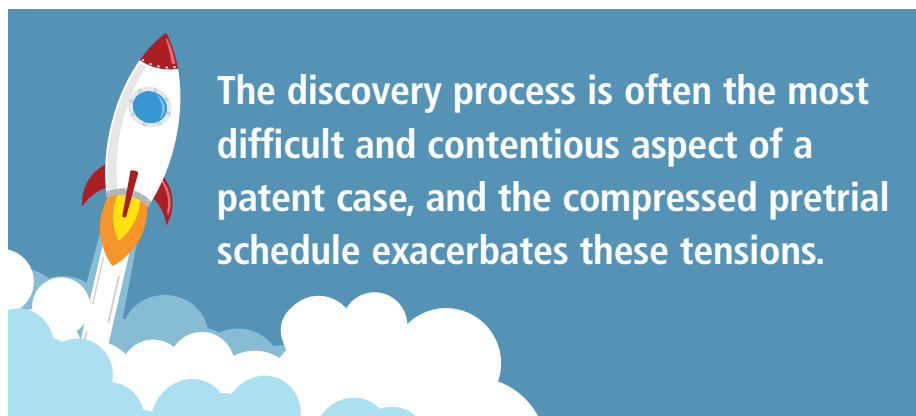 The discovery process is often the most
difficult and contentious aspect of a
patent case, and the compressed pretrial
schedule exacerbates these tensions.